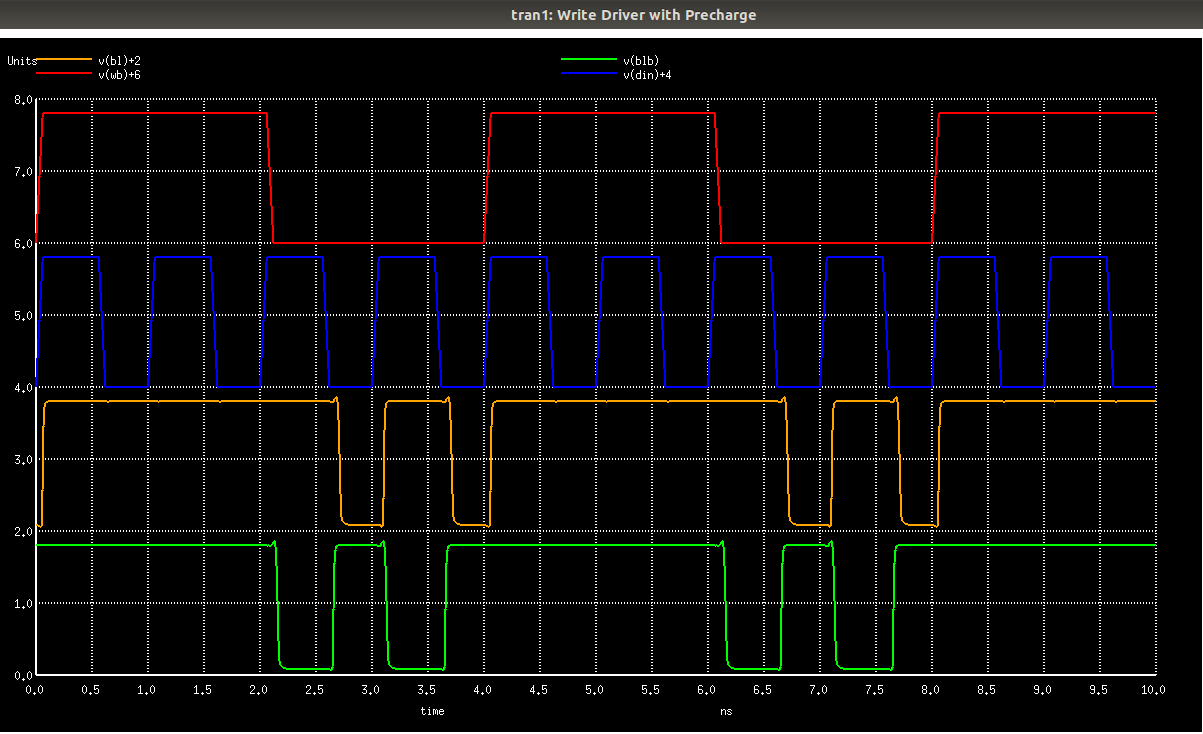 tran1: Write Driver with Precharge
Units v(bl)+2 v(blb)
v(wb)+6 v(din)+4
8.0
7.0
6.0
5.0
4.0
3.0
2.0
1.0
0.0
0.0 0.5 1.0 1.5 2.0 2.5 3.0 3.5 4.0 4.5 5.0 5.5 6.0 6.5 7.0 7.5 8.0 8.5 9.0 9.5 10.0
time ns